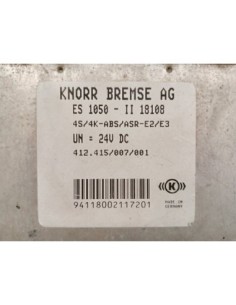 KNORR BREMSE AG
ES 1050 - II 18108
4S/4K-ABS/ASR-E2/E3
UN = 24V DC
412.415/007/001
K
MADE IN
GERMANY
94118002117201